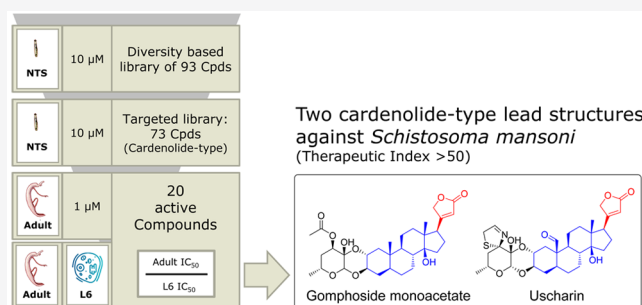 NTS
10 µM
Diversity based
library of 93 Cpds
NTS
10 µM
Targeted library:
73 Cpds
(Cardenolide-type)
Adult
1 µM
20
active
Compounds
Adult
L6
Adult IC50
L6 IC50
Two cardenolide-type lead structures
against Schistosoma mansoni
(Therapeutic Index >50)
O
O
O
OH
O
O
O
OH
O
O
Gomphoside monoacetate
N
S
OH
O
O
O
O
OH
O
O
Uscharin